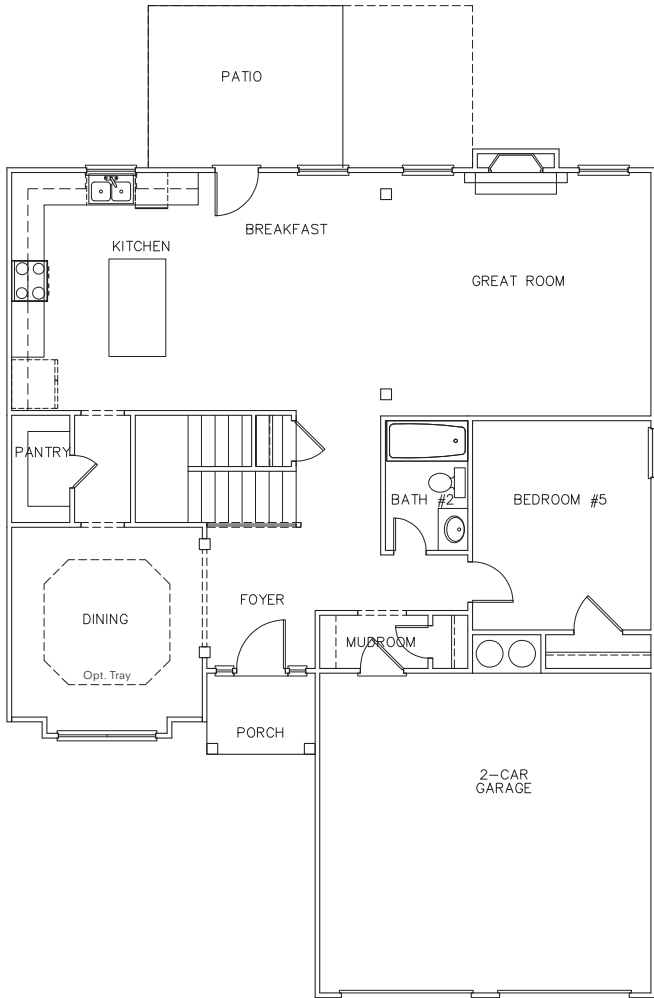 PATIO
BREAKFAST
KITCHEN
GREAT ROOM
PANTRY
BATH #2
BEDROOM #5
FOYER
DINING
MUDROOM
Opt. Tray
PORCH
2-CAR
GARAGE